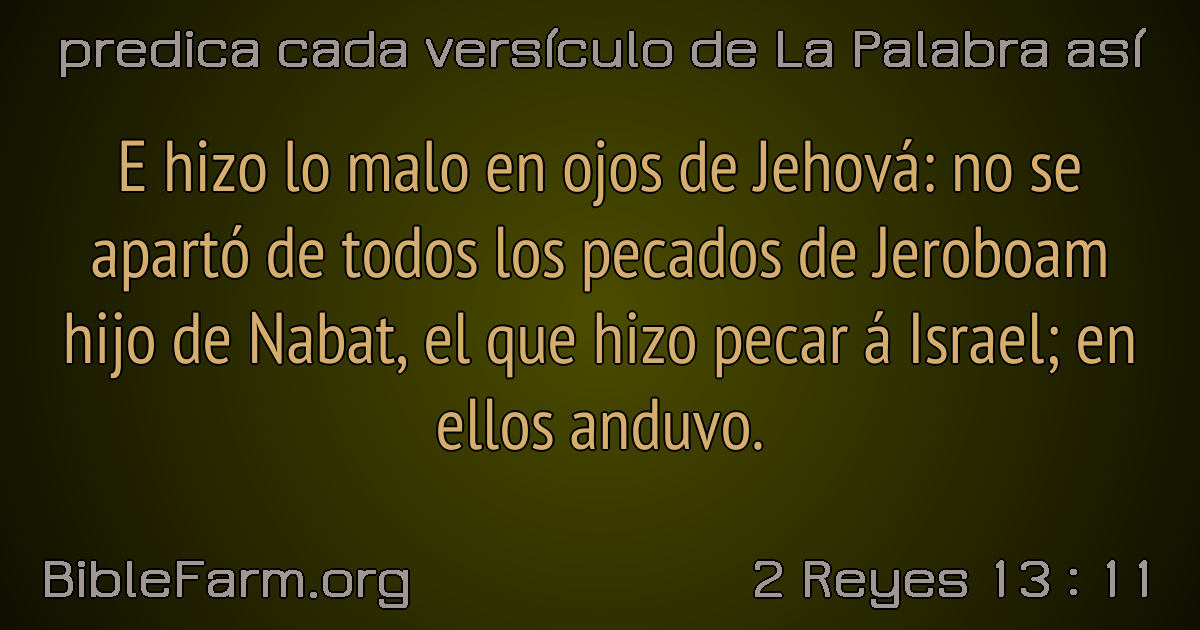 predica cada versículo de La Palabra así
E hizo lo malo en ojos de Jehová: no se
apartó de todos los pecados de Jeroboam
hijo de Nabat, el que hizo pecar á Israel; en
ellos anduvo.
BibleFarm.org
2 Reyes 13 : 11